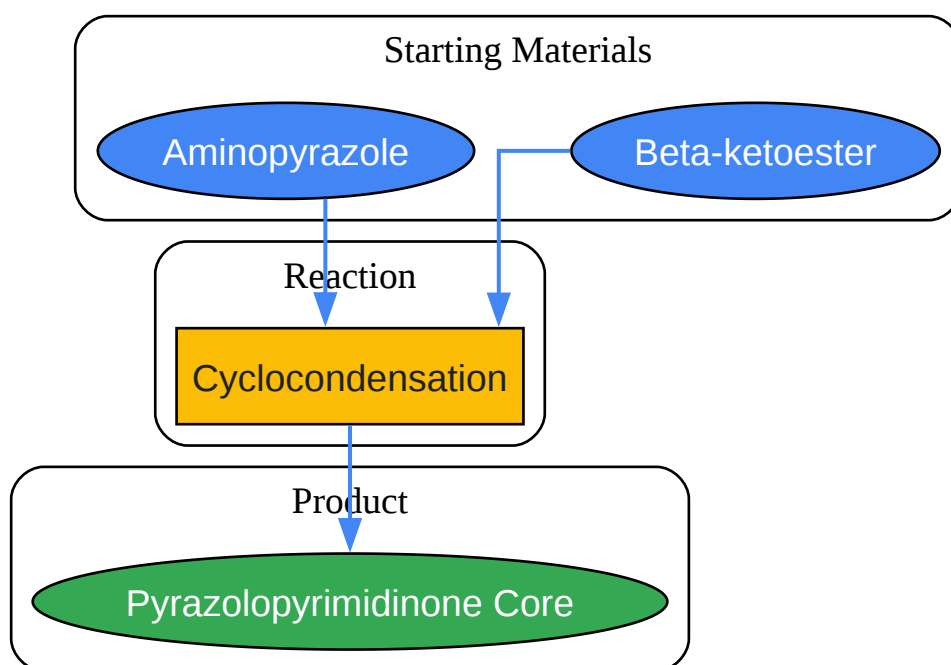 Starting Materials
Aminopyrazole
Beta-ketoester
Reaction
Cyclocondensation
Product
Pyrazolopyrimidinone Core